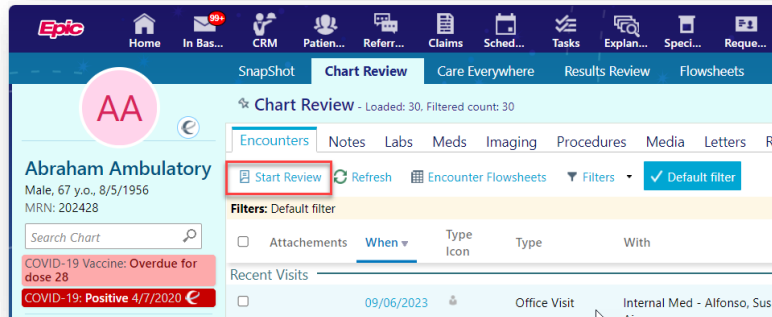 Epic
99+
Home In Bas... CRM Patien... Referr... Claims Sched... Tasks Explan... Speci... Reque...
SnapShot Chart Review Care Everywhere Results Review Flowsheets
AA
Chart Review - Loaded: 30, Filtered count: 30
Encounters Notes Labs Meds Imaging Procedures Media Letters R
Abraham Ambulatory
Male, 67 y.o., 8/5/1956
MRN: 202428
Search Chart
COVID-19 Vaccine: Overdue for
dose 28
COVID-19: Positive 4/7/2020
Start Review Refresh Encounter Flowsheets Filters Default filter
Filters: Default filter
Attachements When Type Icon Type With
Recent Visits
09/06/2023 Office Visit Internal Med - Alfonso, Sus